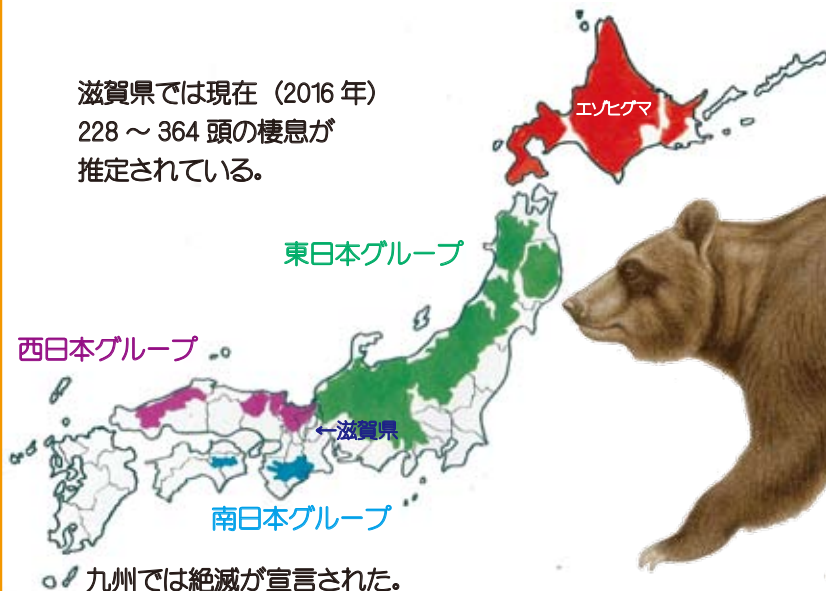 滋賀県では現在（2016 年）
228 ～ 364 頭の棲息が
推定されている。
エゾヒグマ
東日本グループ
西日本グループ
←滋賀県
南日本グループ
九州では絶滅が宣言された。